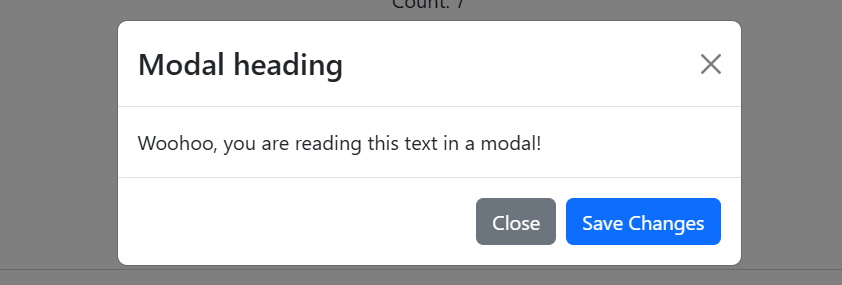 Count: 7
Modal heading
Woohoo, you are reading this text in a modal!
Close
Save Changes